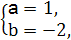 {a = 1,
b = −2,